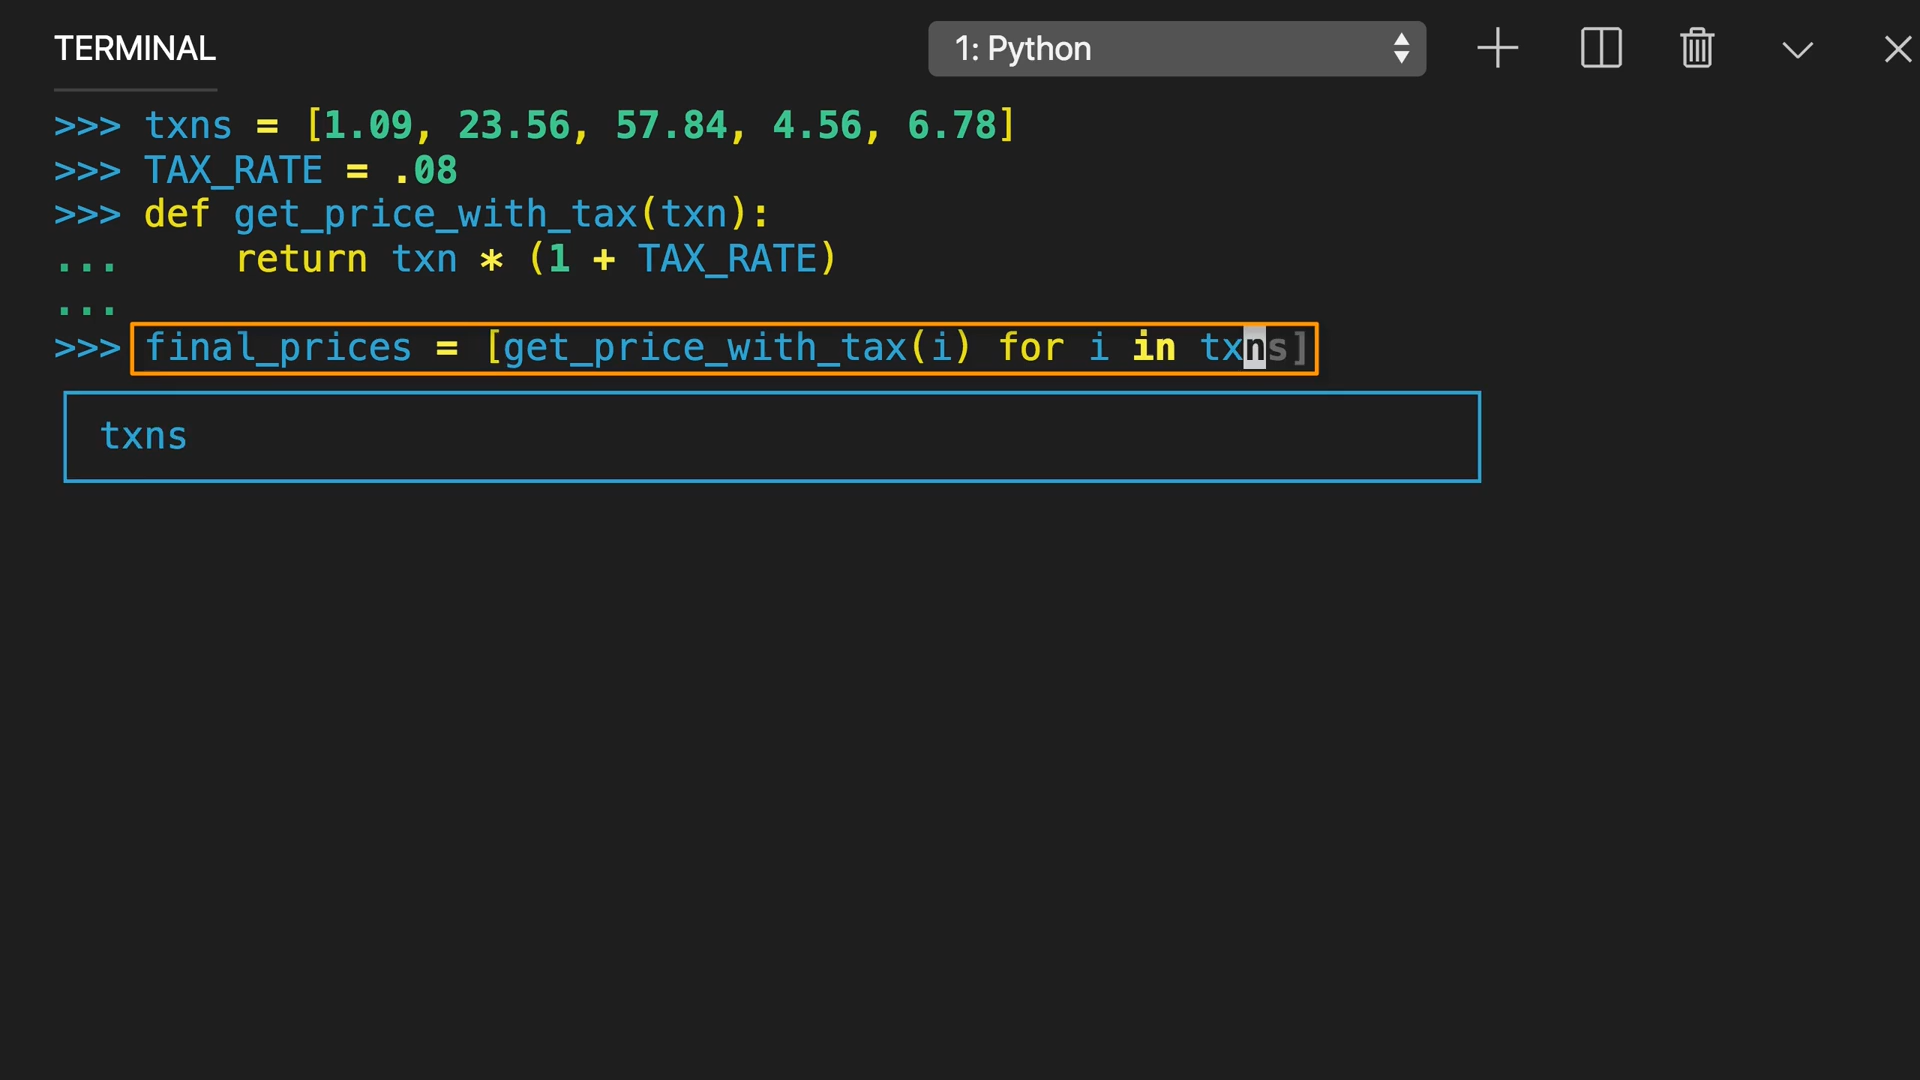 TERMINAL
1: Python
>>> txns = [1.09, 23.56, 57.84, 4.56, 6.78]
>>> TAX_RATE = .08
>>> def get_price_with_tax(txn):
...     return txn * (1 + TAX_RATE)
...
>>> final_prices = [get_price_with_tax(i) for i in txns]
txns